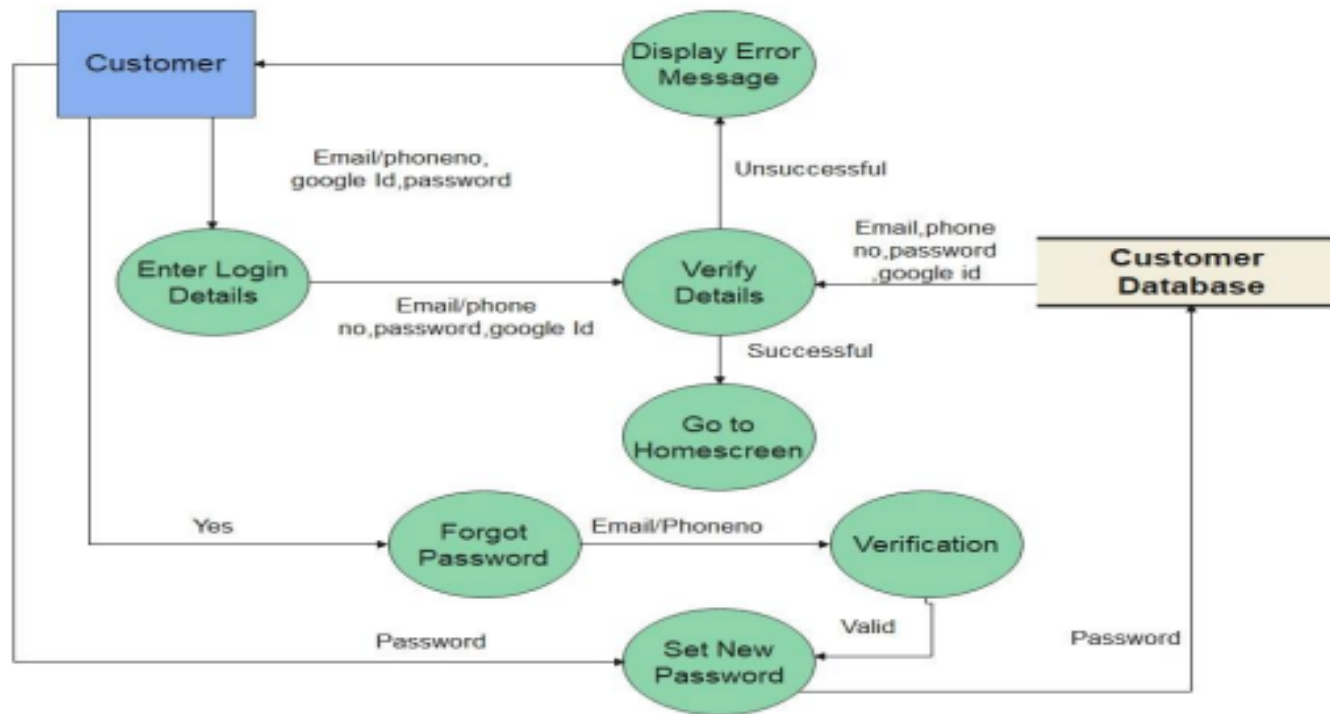 Customer
Display Error
Message
Email/phoneno,
google Id,password
Unsuccessful
Enter Login
Details
Email/phone
no,password,google Id
Verify
Details
Email,phone
no,password
,google id
Customer
Database
Successful
Go to
Homescreen
Yes
Forgot
Password
Email/Phoneno
Verification
Valid
Password
Set New
Password
Password